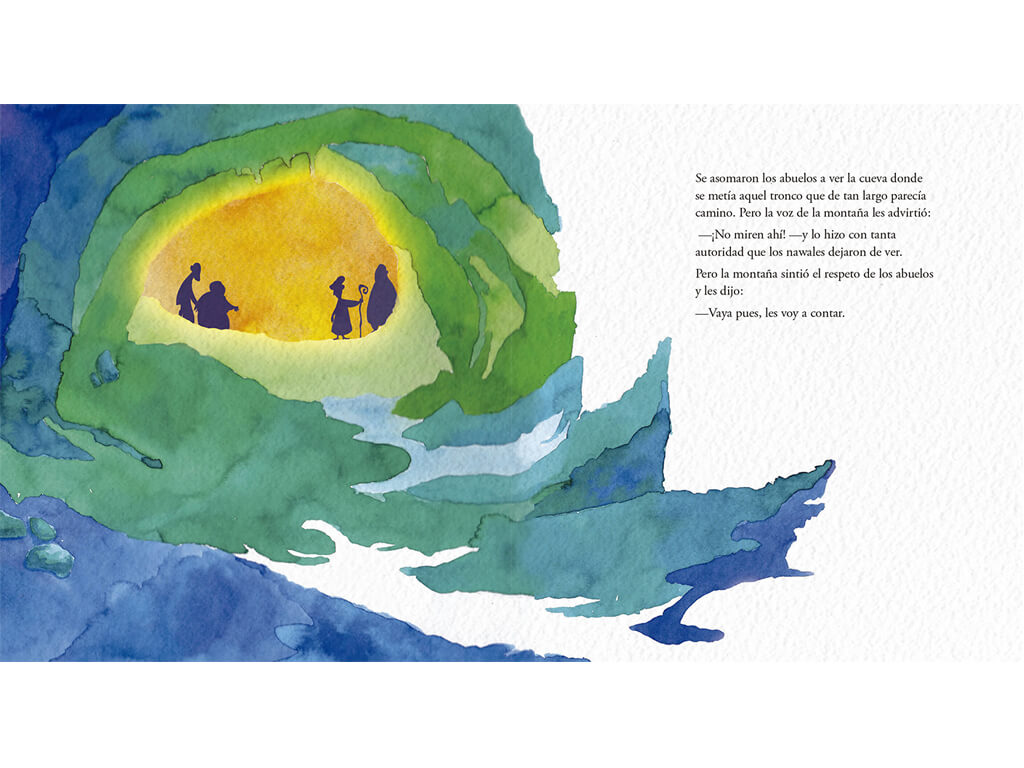 Se asomaron los abuelos a ver la cueva donde
se metía aquel tronco que de tan largo parecía
camino. Pero la voz de la montaña les advirtió:
—¡No miren ahí! —y lo hizo con tanta
autoridad que los nawales dejaron de ver.
Pero la montaña sintió el respeto de los abuelos
y les dijo:
—Vaya pues, les voy a contar.